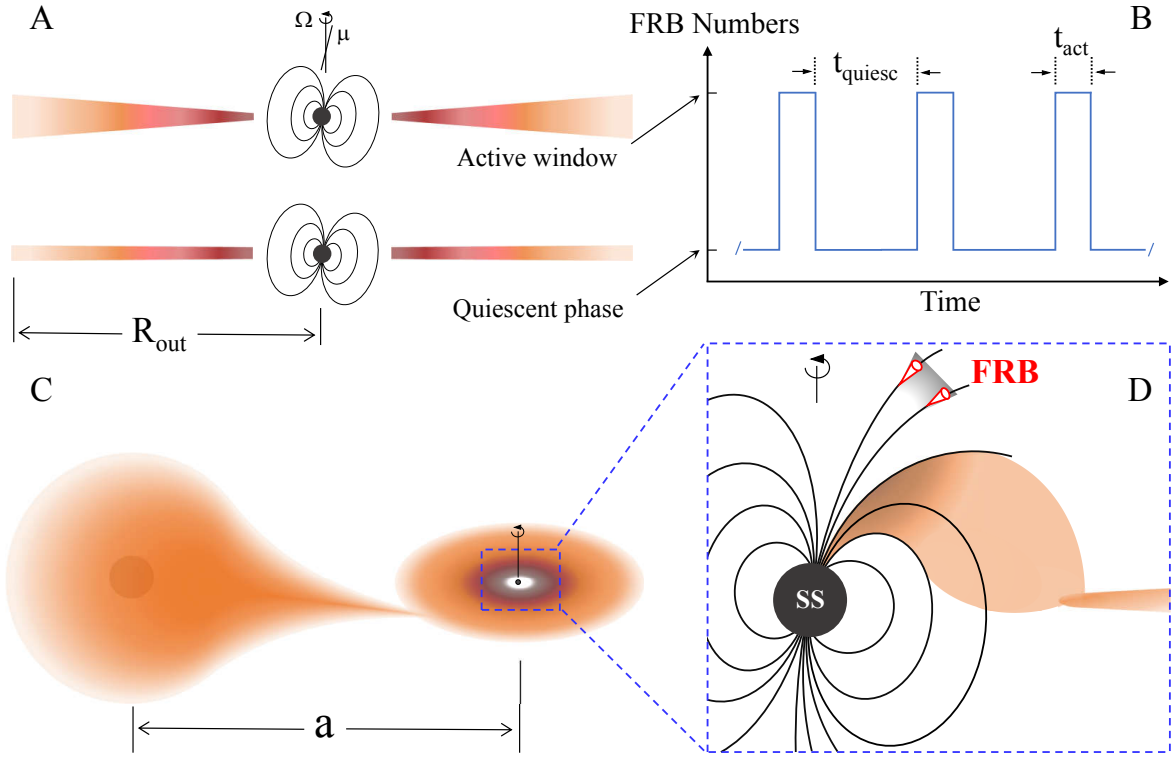 A
Ω
μ
R_out
FRB Numbers
B
t_quiesc
t_act
Active window
Quiescent phase
Time
C
a
D
FRB
SS